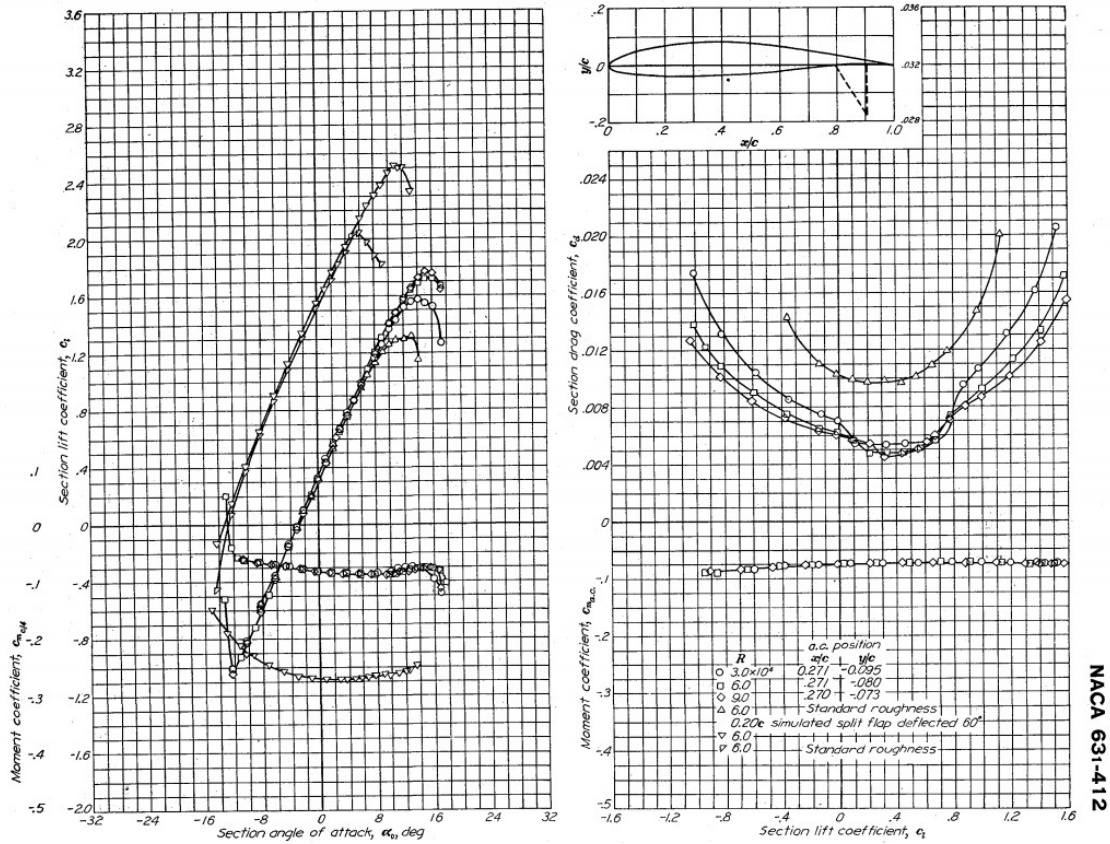 3.6
3.2
2.8
2.4
2.0
1.6
1.2
.8
.4
0
-.4
-.8
-1.2
-1.6
-2.0
Section lift coefficient, cₗ
.1
0
-.1
-.2
-.3
-.4
-.5
Moment coefficient, c_m c/4
-32 -24 -16 -8 0 8 16 24 32
Section angle of attack, α₀, deg
.2
0
-.2
y/c
0 .2 .4 .6 .8 1.0
x/c
.036
.032
.028
.024
.020
.016
.012
.008
.004
0
Section drag coefficient, c_d
-.1
-.2
-.3
-.4
-.5
Moment coefficient, c_m a.c.
a.c. position
R x/c y/c
3.0×10⁶ 0.271 -0.095
6.0 .271 -.080
9.0 .270 -.073
6.0 Standard roughness
0.20c simulated split flap deflected 60°
6.0
6.0 Standard roughness
-1.6 -1.2 -.8 -.4 0 .4 .8 1.2 1.6
Section lift coefficient, cₗ
NACA 63₁-412